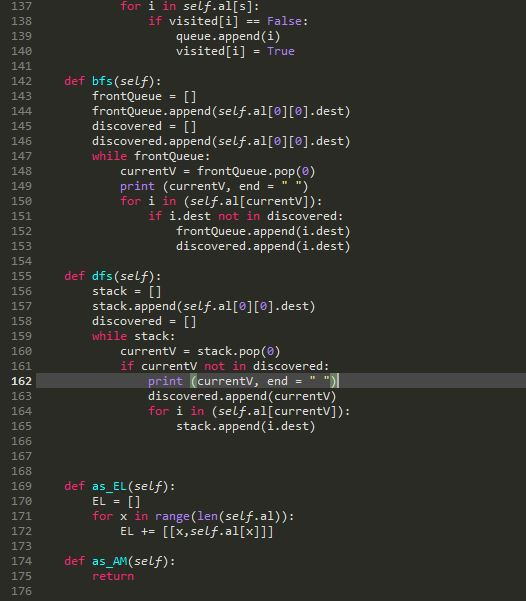 137 for i in self.al[s]:
138 if visited[i] == False:
139 queue.append(i)
140 visited[i] = True
141
142 def bfs(self):
143 frontQueue = []
144 frontQueue.append(self.al[0][0].dest)
145 discovered = []
146 discovered.append(self.al[0][0].dest)
147 while frontQueue:
148 currentV = frontQueue.pop(0)
149 print (currentV, end = " ")
150 for i in (self.al[currentV]):
151 if i.dest not in discovered:
152 frontQueue.append(i.dest)
153 discovered.append(i.dest)
154
155 def dfs(self):
156 stack = []
157 stack.append(self.al[0][0].dest)
158 discovered = []
159 while stack:
160 currentV = stack.pop(0)
161 if currentV not in discovered:
162 print (currentV, end = " ")
163 discovered.append(currentV)
164 for i in (self.al[currentV]):
165 stack.append(i.dest)
166
167
168
169 def as_EL(self):
170 EL = []
171 for x in range(len(self.al)):
172 EL += [[x,self.al[x]]]
173
174 def as_AM(self):
175 return
176